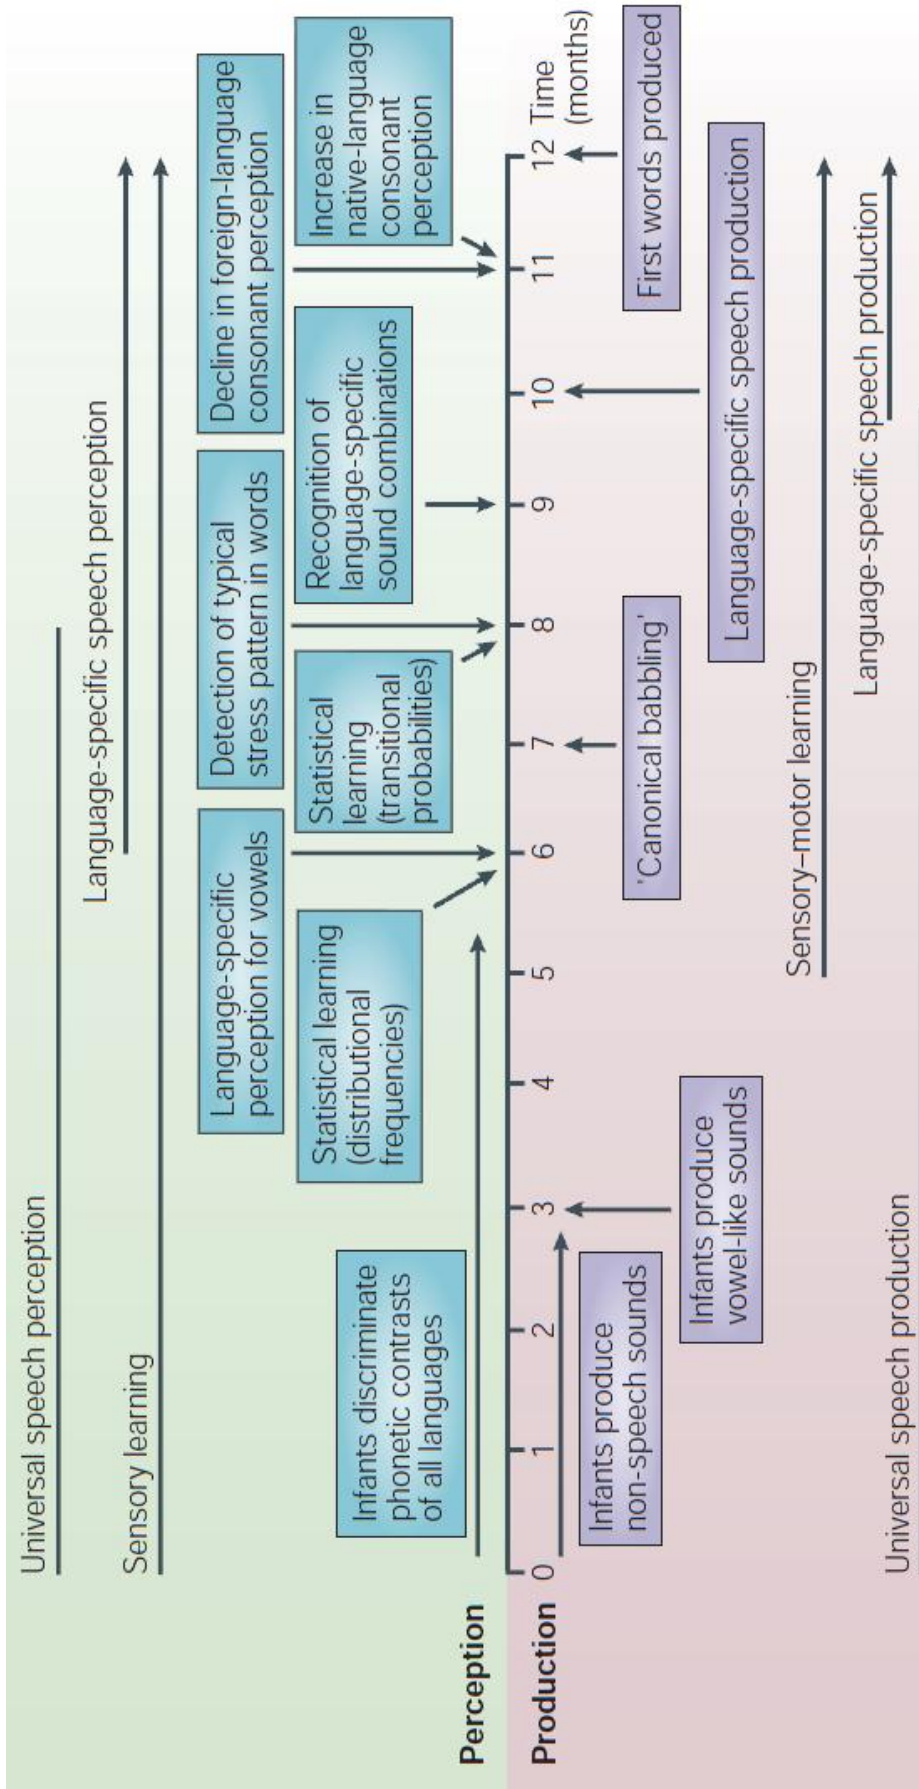 Universal speech perception
Language-specific speech perception
Sensory learning
Language-specific
perception for vowels
Detection of typical
stress pattern in words
Decline in foreign-language
consonant perception
Statistical learning
(distributional
frequencies)
Statistical
learning
(transitional
probabilities)
Recognition of
language-specific
sound combinations
Increase in
native-language
consonant
perception
Infants discriminate
phonetic contrasts
of all languages
Perception
0 1 2 3 4 5 6 7 8 9 10 11 12 Time
(months)
Production
Infants produce
non-speech sounds
Infants produce
vowel-like sounds
'Canonical babbling'
First words produced
Language-specific speech production
Sensory–motor learning
Language-specific speech production
Universal speech production